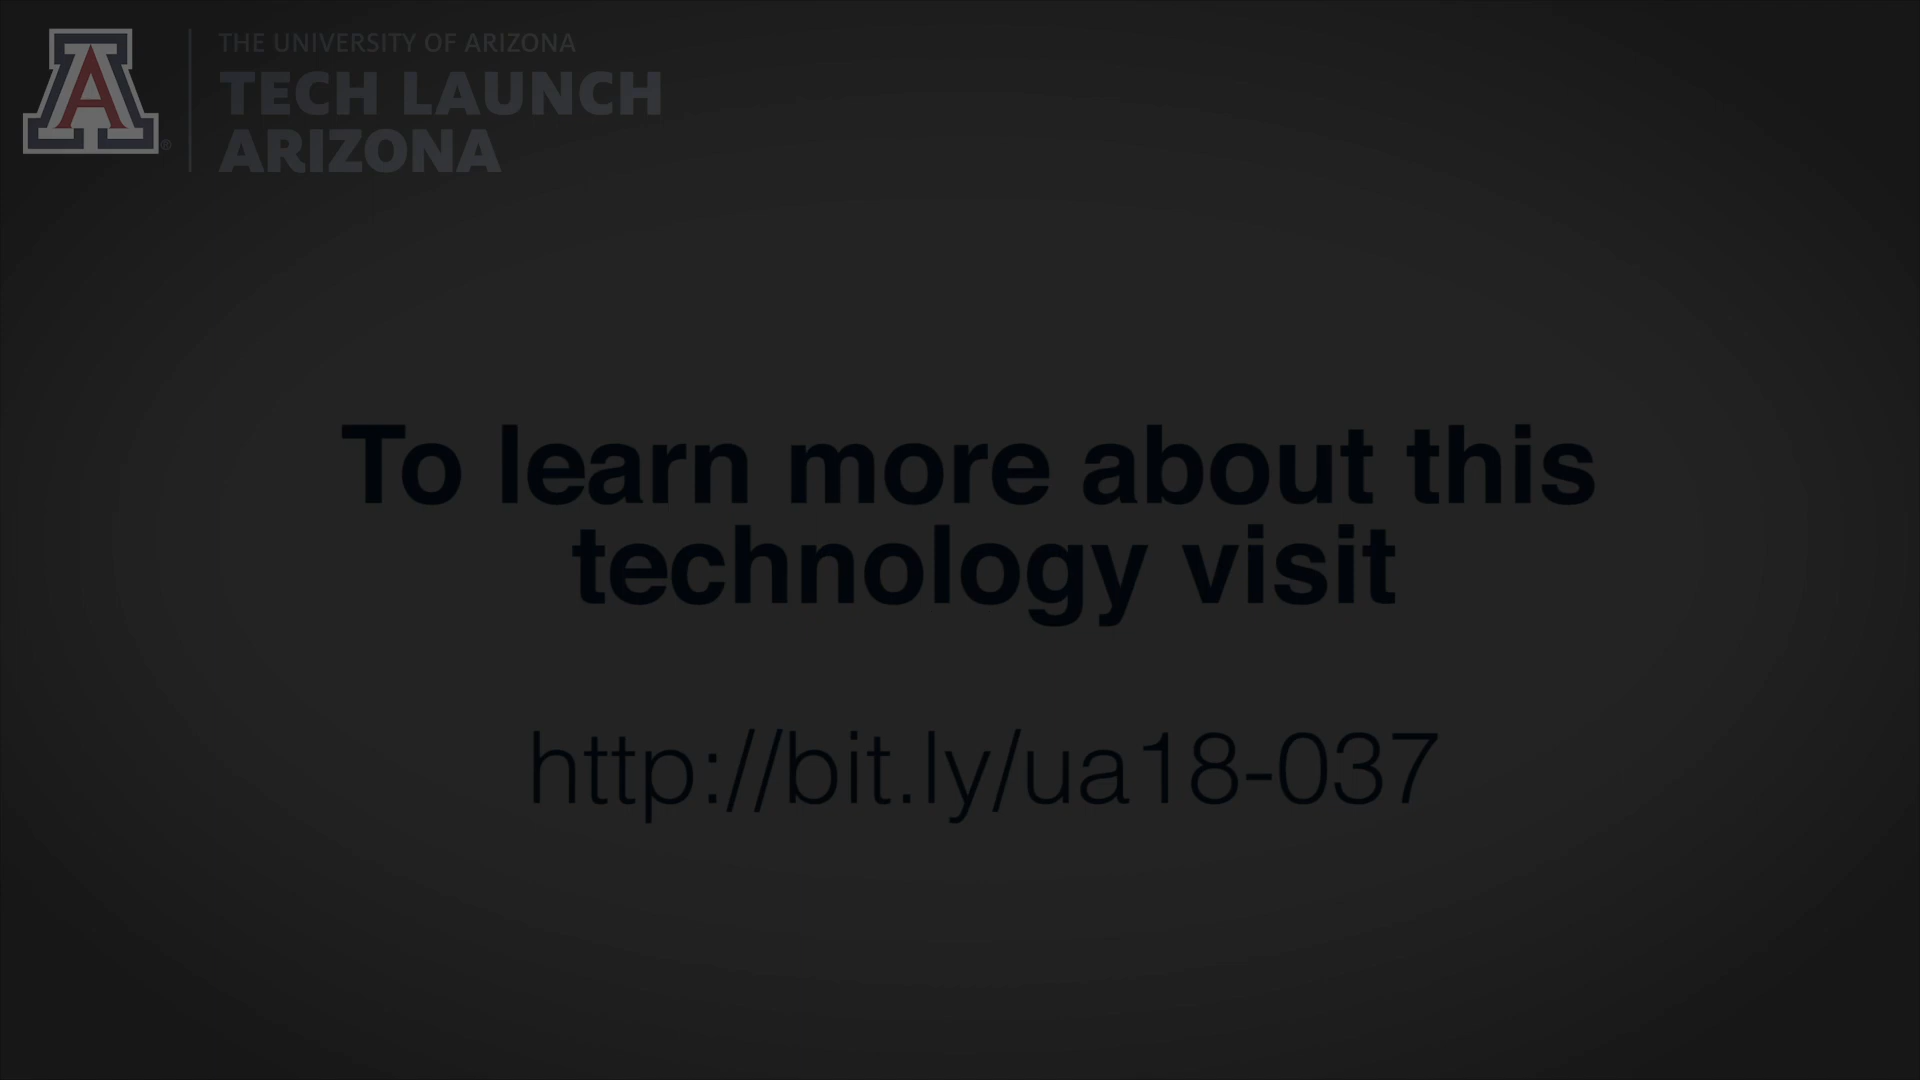 A
THE UNIVERSITY OF ARIZONA
TECH LAUNCH
ARIZONA
To learn more about this
technology visit
http://bit.ly/ua18-037